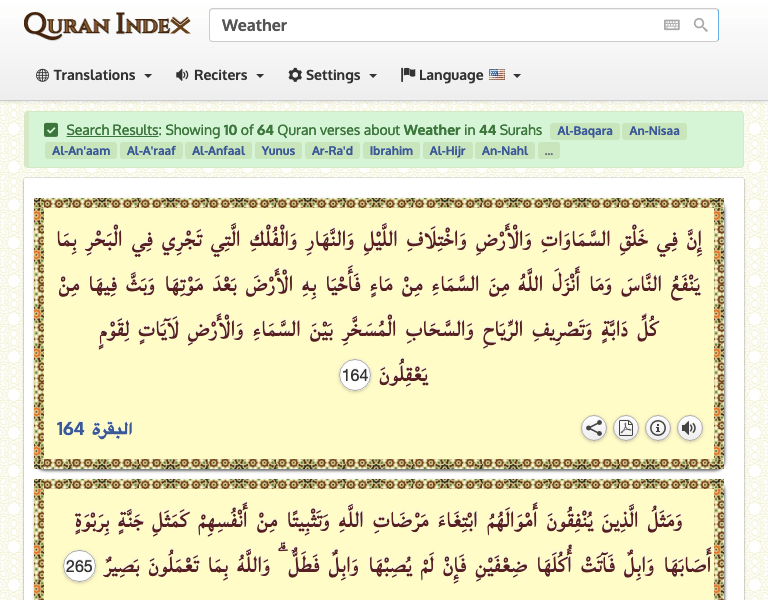 QURAN INDEX
Weather
Translations Reciters Settings Language
Search Results: Showing 10 of 64 Quran verses about Weather in 44 Surahs Al-Baqara An-Nisaa
Al-An'aam Al-A'raaf Al-Anfaal Yunus Ar-Ra'd Ibrahim Al-Hijr An-Nahl ...
إِنَّ فِي خَلْقِ السَّمَاوَاتِ وَالْأَرْضِ وَاخْتِلَافِ اللَّيْلِ وَالنَّهَارِ وَالْفُلْكِ الَّتِي تَجْرِي فِي الْبَحْرِ بِمَا
يَنْفَعُ النَّاسَ وَمَا أَنْزَلَ اللَّهُ مِنَ السَّمَاءِ مِنْ مَاءٍ فَأَحْيَا بِهِ الْأَرْضَ بَعْدَ مَوْتِهَا وَبَثَّ فِيهَا مِنْ
كُلِّ دَابَّةٍ وَتَصْرِيفِ الرِّيَاحِ وَالسَّحَابِ الْمُسَخَّرِ بَيْنَ السَّمَاءِ وَالْأَرْضِ لَآيَاتٍ لِقَوْمٍ
يَعْقِلُونَ 164
البقرة 164
وَمَثَلُ الَّذِينَ يُنْفِقُونَ أَمْوَالَهُمُ ابْتِغَاءَ مَرْضَاتِ اللَّهِ وَتَثْبِيتًا مِنْ أَنْفُسِهِمْ كَمَثَلِ جَنَّةٍ بِرَبْوَةٍ
أَصَابَهَا وَابِلٌ فَآتَتْ أُكُلَهَا ضِعْفَيْنِ فَإِنْ لَمْ يُصِبْهَا وَابِلٌ فَطَلٌّ ۗ وَاللَّهُ بِمَا تَعْمَلُونَ بَصِيرٌ 265